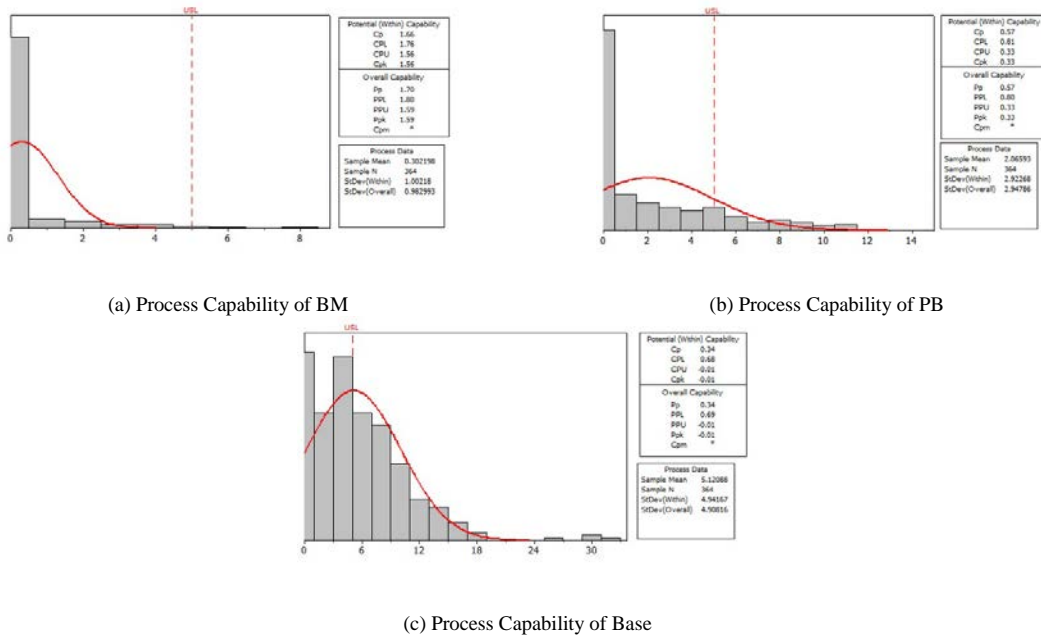 USL
Potential (Within) Capability
Cp 1.66
CPL 1.76
CPU 1.56
Cpk 1.56
Overall Capability
Pp 1.70
PPL 1.80
PPU 1.59
Ppk 1.59
Cpm *
Process Data
Sample Mean 0.302198
Sample N 364
StDev(Within) 1.00218
StDev(Overall) 0.982993
0 2 4 6 8
(a) Process Capability of BM
USL
Potential (Within) Capability
Cp 0.57
CPL 0.81
CPU 0.33
Cpk 0.33
Overall Capability
Pp 0.57
PPL 0.80
PPU 0.33
Ppk 0.33
Cpm *
Process Data
Sample Mean 2.06593
Sample N 364
StDev(Within) 2.92268
StDev(Overall) 2.94786
0 2 4 6 8 10 12 14
(b) Process Capability of PB
USL
Potential (Within) Capability
Cp 0.34
CPL 0.68
CPU -0.01
Cpk -0.01
Overall Capability
Pp 0.34
PPL 0.69
PPU -0.01
Ppk -0.01
Cpm *
Process Data
Sample Mean 5.12088
Sample N 364
StDev(Within) 4.94167
StDev(Overall) 4.90816
0 6 12 18 24 30
(c) Process Capability of Base